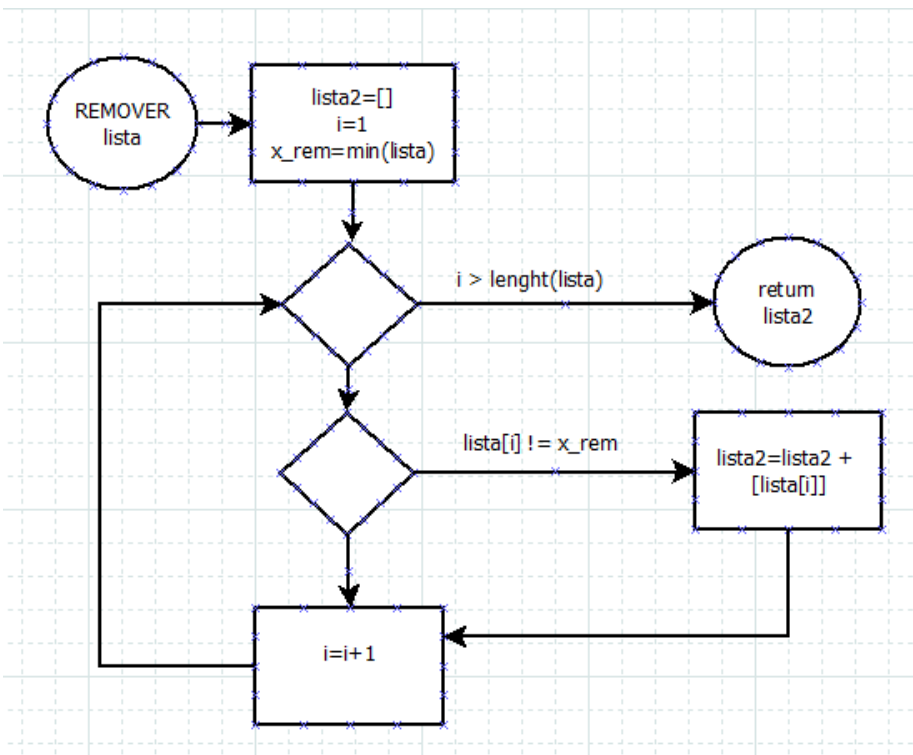 REMOVER
lista
lista2=[]
i=1
x_rem=min(lista)
i > lenght(lista)
return
lista2
lista[i] != x_rem
lista2=lista2 +
[lista[i]]
i=i+1